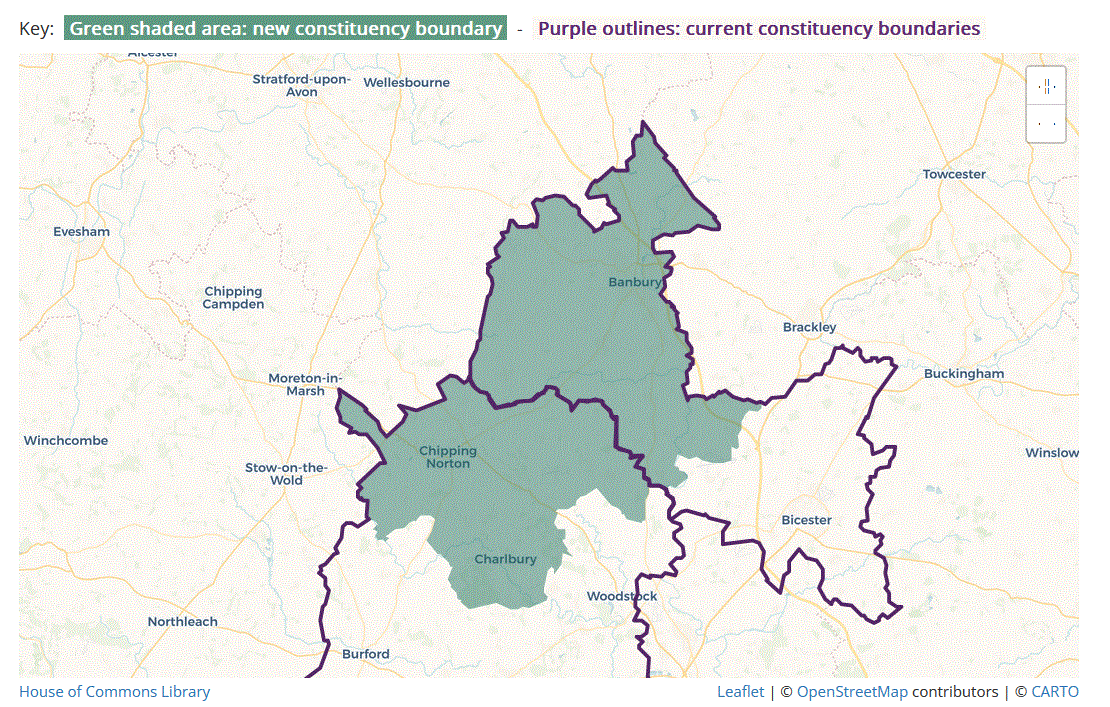 Key: Green shaded area: new constituency boundary - Purple outlines: current constituency boundaries
Alcester
Stratford-upon-
Avon
Wellesbourne
Towcester
Evesham
Banbury
Chipping
Campden
Brackley
Moreton-in-
Marsh
Buckingham
Winchcombe
Chipping
Norton
Winslow
Stow-on-the-
Wold
Bicester
Charlbury
Woodstock
Northleach
Burford
House of Commons Library
Leaflet | © OpenStreetMap contributors | © CARTO